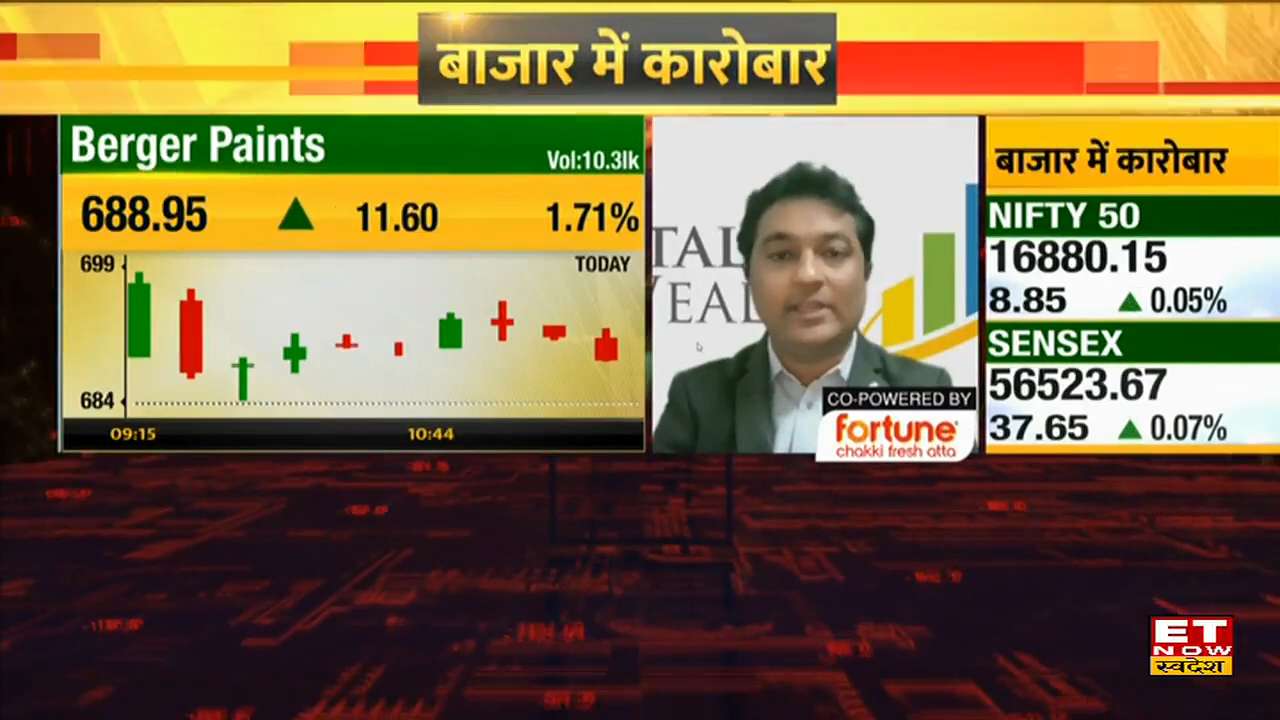 बाजार में कारोबार
Berger Paints
Vol:10.3lk
688.95 ▲ 11.60 1.71%
699
TODAY
684
09:15 10:44
TAL
WEAL
CO-POWERED BY
fortune
chakki fresh atta
बाजार में कारोबार
NIFTY 50
16880.15
8.85 ▲ 0.05%
SENSEX
56523.67
37.65 ▲ 0.07%
ET
NOW
स्वदेश